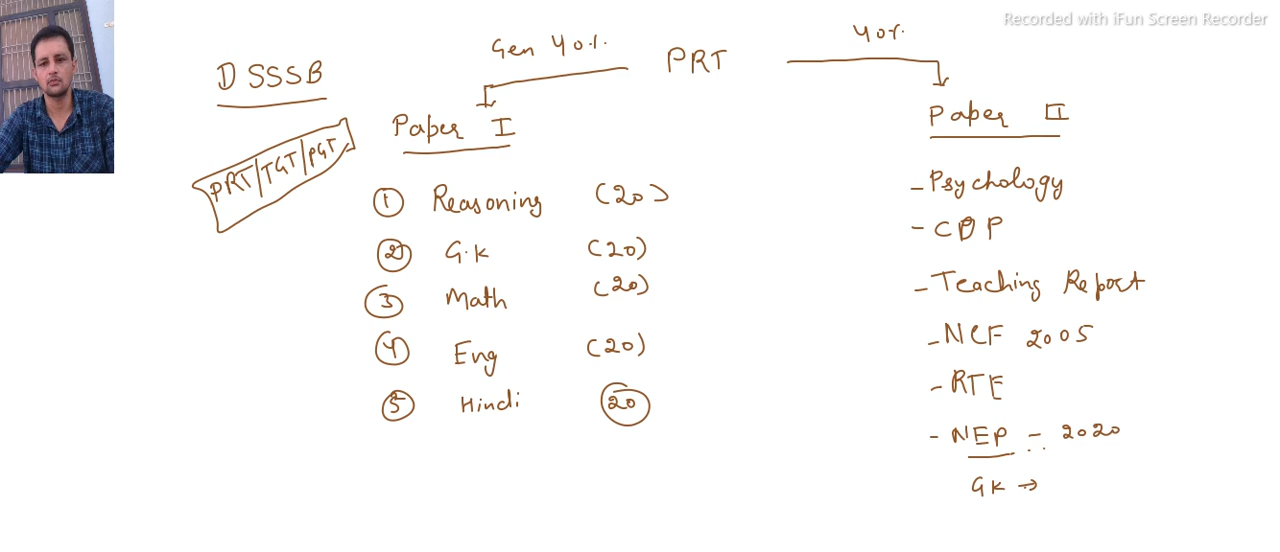 Recorded with iFun Screen Recorder
DSSSB
PRT/TGT/PGT
Gen 40%
PRT
40%
Paper I
① Reasoning (20)
② G.K (20)
③ Math (20)
④ Eng (20)
⑤ Hindi 20
Paper II
- Psychology
- CDP
- Teaching Report
- NCF 2005
- RTE
- NEP - 2020
GK →